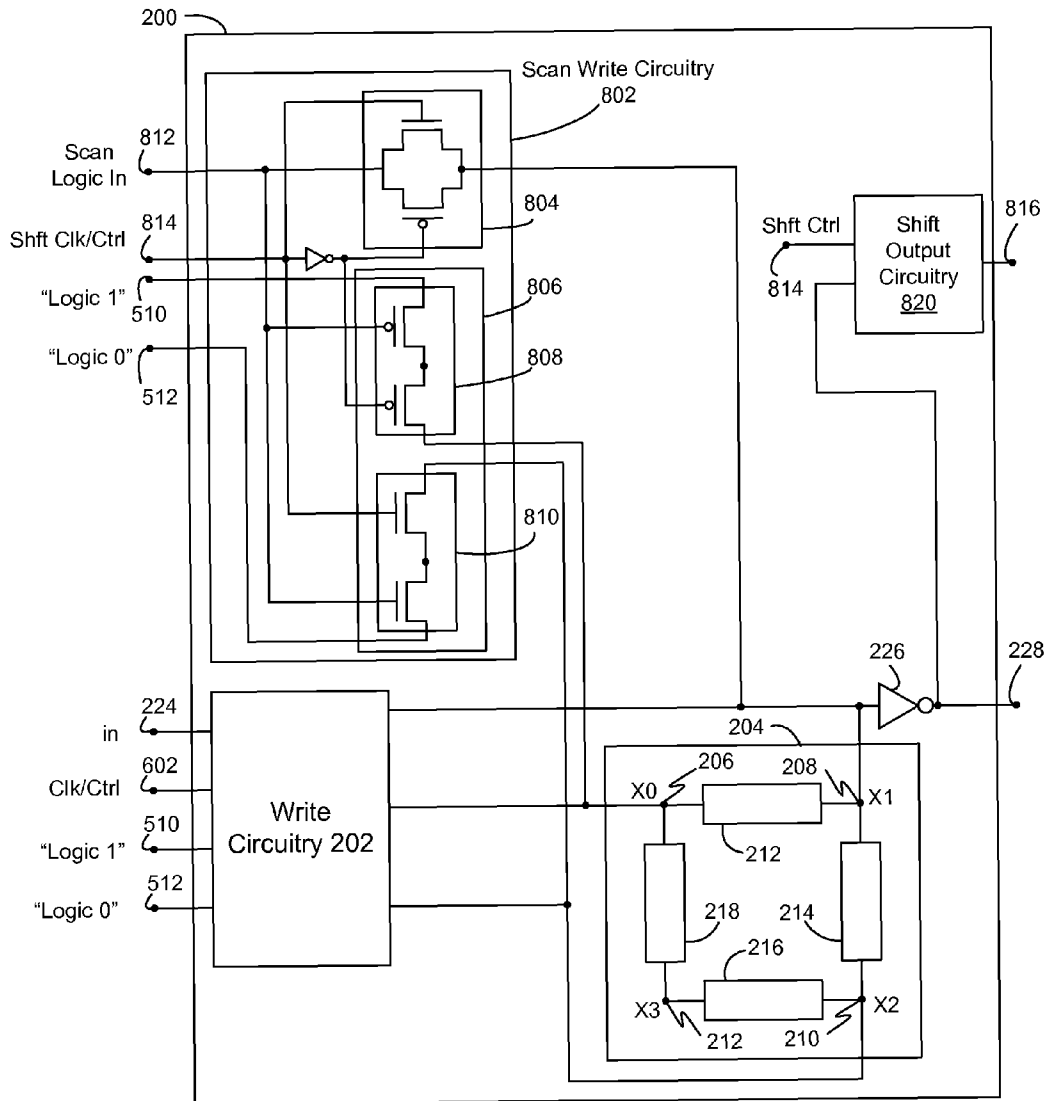 200
Scan Write Circuitry
802
812
Scan
Logic In
804
814
Shft Clk/Ctrl
"Logic 1"
510
806
"Logic 0"
512
808
810
Shft Ctrl
814
Shift
Output
Circuitry
820
816
224
in
602
Clk/Ctrl
510
"Logic 1"
512
"Logic 0"
Write
Circuitry 202
226
228
204
206
208
X0
X1
212
218
214
216
X3
X2
212
210